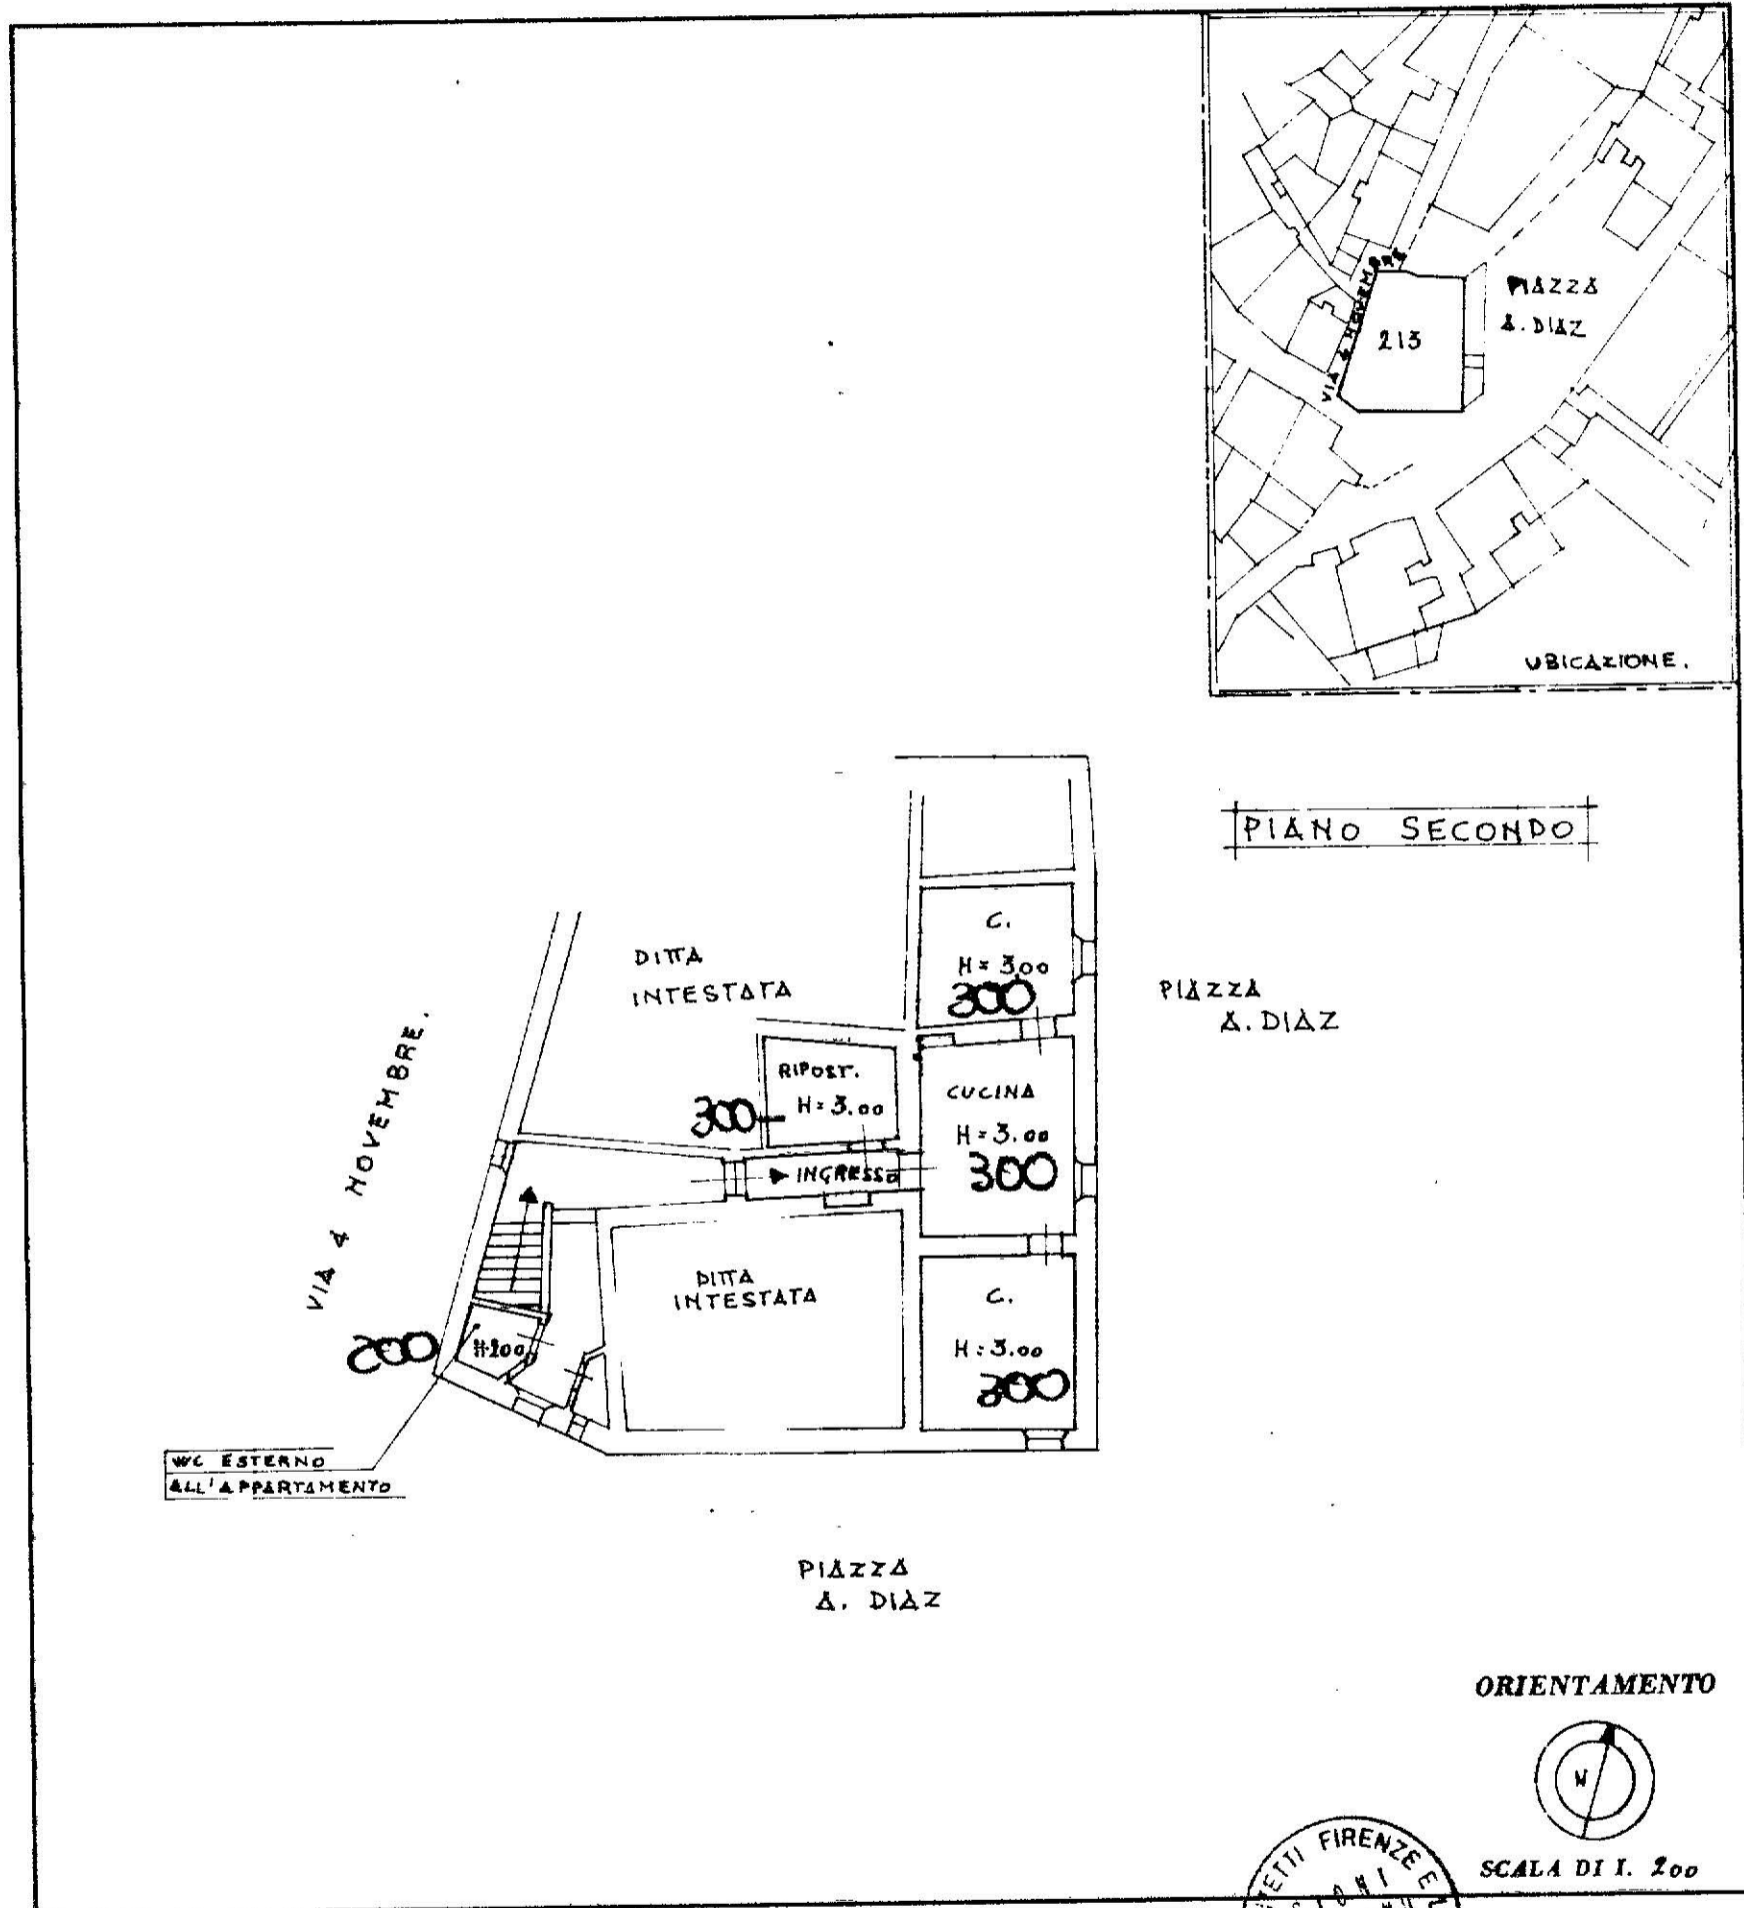 PIAZZA
A. DIAZ
VIA 4 NOVEMBRE
213
UBICAZIONE.
PIANO SECONDO
C.
H = 3.00
300
DITTA
INTESTATA
PIAZZA
A. DIAZ
VIA 4 NOVEMBRE.
RIPOST.
H = 3.00
300
CUCINA
H = 3.00
300
INGRESSO
DITTA
INTESTATA
C.
H = 3.00
300
200
H=200
WC ESTERNO
ALL'APPARTAMENTO
PIAZZA
A. DIAZ
ORIENTAMENTO
N
SCALA DI 1. 200
FIRENZE E